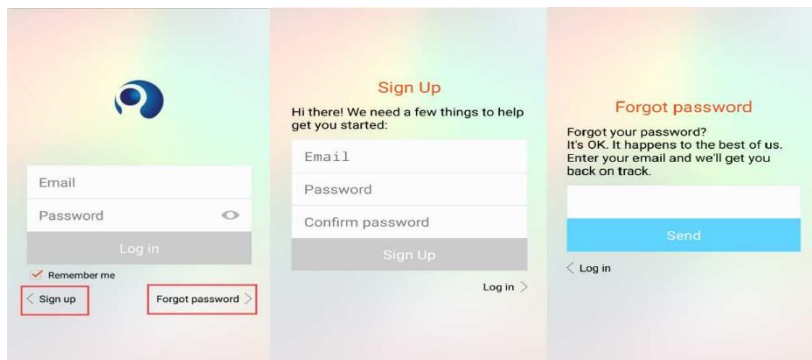 Email
Password
Log in
Remember me
Sign up
Forgot password
Sign Up
Hi there! We need a few things to help
get you started:
Email
Password
Confirm password
Sign Up
Log in
Forgot password
Forgot your password?
It's OK. It happens to the best of us.
Enter your email and we'll get you
back on track.
Send
Log in